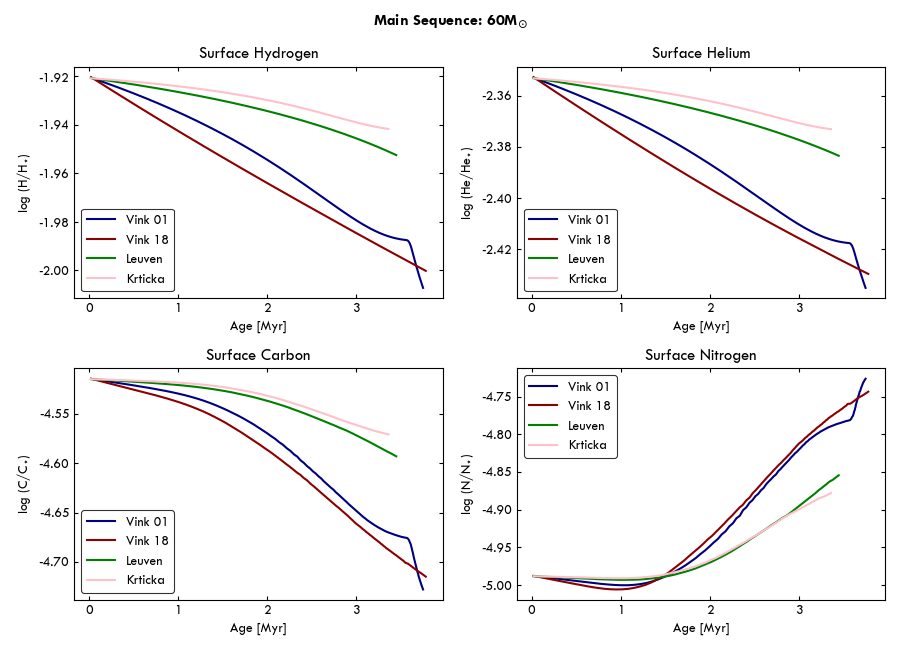 Main Sequence: 60M⊙
Surface Hydrogen
log (H/H⋆)
-1.92
-1.94
-1.96
-1.98
-2.00
Vink 01
Vink 18
Leuven
Krticka
0 1 2 3
Age [Myr]
Surface Helium
log (He/He⋆)
-2.36
-2.38
-2.40
-2.42
Vink 01
Vink 18
Leuven
Krticka
0 1 2 3
Age [Myr]
Surface Carbon
log (C/C⋆)
-4.55
-4.60
-4.65
-4.70
Vink 01
Vink 18
Leuven
Krticka
0 1 2 3
Age [Myr]
Surface Nitrogen
log (N/N⋆)
-4.75
-4.80
-4.85
-4.90
-4.95
-5.00
Vink 01
Vink 18
Leuven
Krticka
0 1 2 3
Age [Myr]